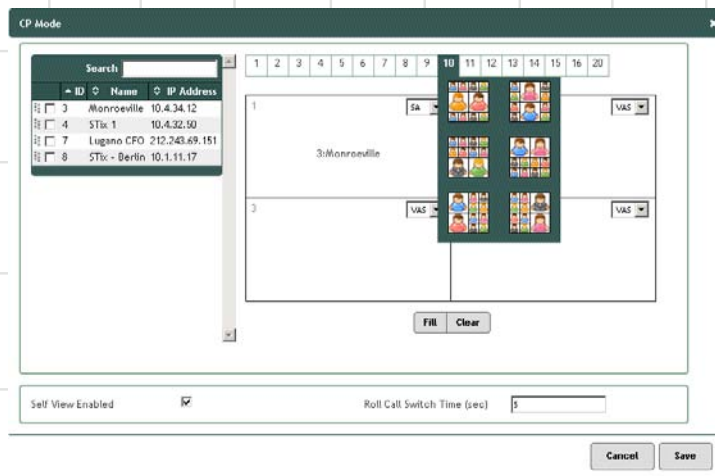 CP Mode
×
Search
ID Name IP Address
3 Monroeville 10.4.34.12
4 STix 1 10.4.32.50
7 Lugano CFO 212.243.69.151
8 STix - Berlin 10.1.11.17
1 2 3 4 5 6 7 8 9 10 11 12 13 14 15 16 20
1 SA VAS
3:Monroeville
3 VAS VAS
Fill Clear
Self View Enabled
Roll Call Switch Time (sec) 5
Cancel Save